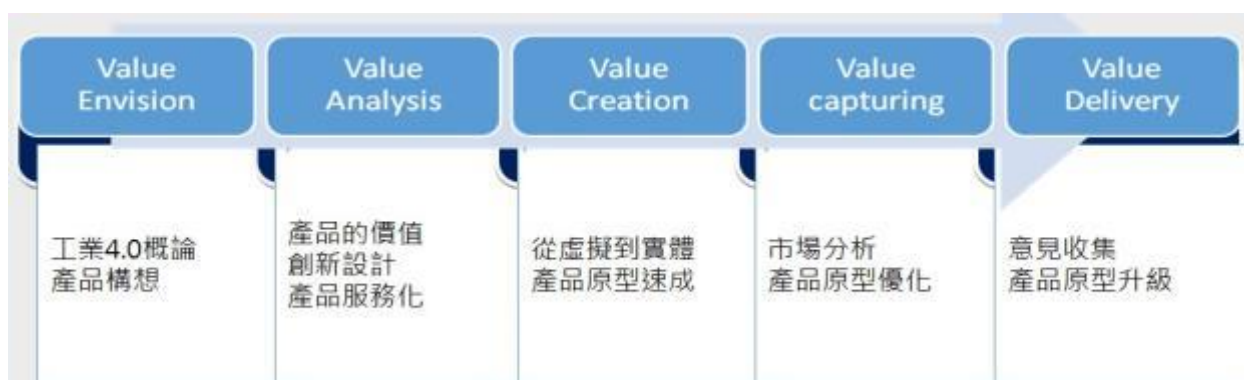 Value
Envision
Value
Analysis
Value
Creation
Value
capturing
Value
Delivery
工業4.0概論
產品構想
產品的價值
創新設計
產品服務化
從虛擬到實體
產品原型速成
市場分析
產品原型優化
意見收集
產品原型升級